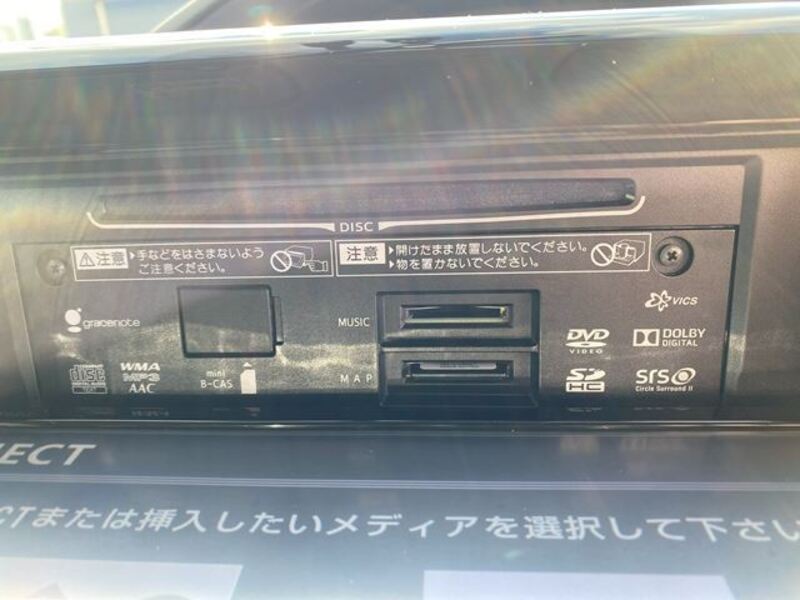 DISC
⚠注意 ▶手などをはさまないよう
ご注意ください。
注意 ▶開けたまま放置しないでください。
▶物を置かないでください。
gracenote
MUSIC
VICS
DVD
VIDEO
DOLBY
DIGITAL
disc
WMA
MP3
AAC
mini
B-CAS
MAP
SD
HC
SRS
Circle Surround II
JECT
CTまたは挿入したいメディアを選択して下さい